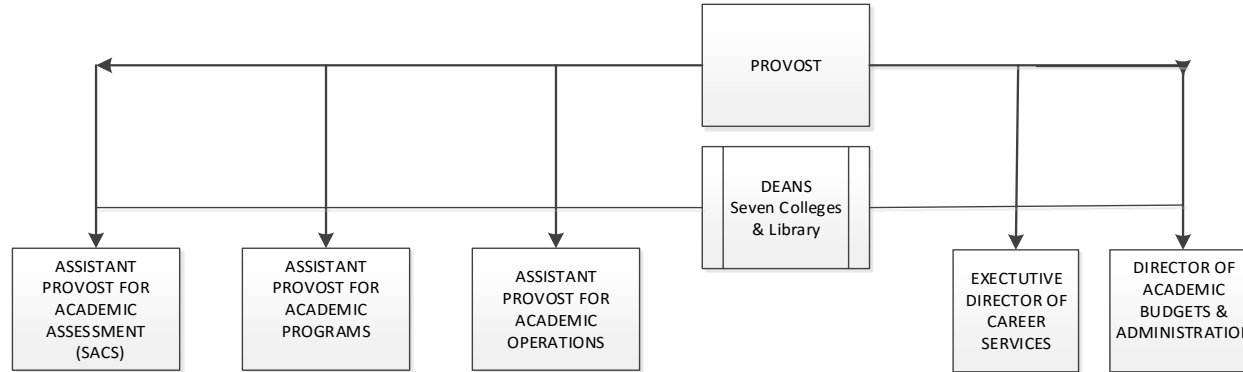 PROVOST
DEANS
Seven Colleges
& Library
ASSISTANT
PROVOST FOR
ACADEMIC
ASSESSMENT
(SACS)
ASSISTANT
PROVOST FOR
ACADEMIC
PROGRAMS
ASSISTANT
PROVOST FOR
ACADEMIC
OPERATIONS
EXECTUTIVE
DIRECTOR OF
CAREER
SERVICES
DIRECTOR OF
ACADEMIC
BUDGETS &
ADMINISTRATION